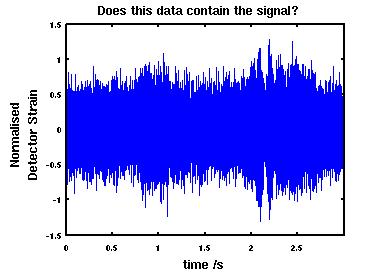 Does this data contain the signal?
1.5
1
0.5
0
-0.5
-1
-1.5
Normalised
Detector Strain
0 0.5 1 1.5 2 2.5
time /s